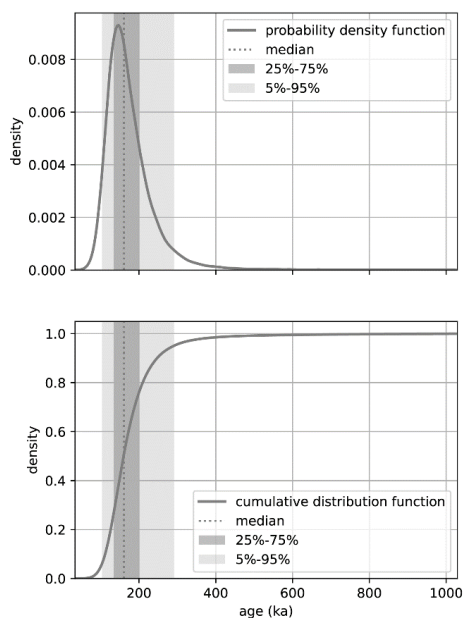 0.008
0.006
0.004
0.002
0.000
density
probability density function
median
25%-75%
5%-95%
1.0
0.8
0.6
0.4
0.2
0.0
density
cumulative distribution function
median
25%-75%
5%-95%
200 400 600 800 1000
age (ka)